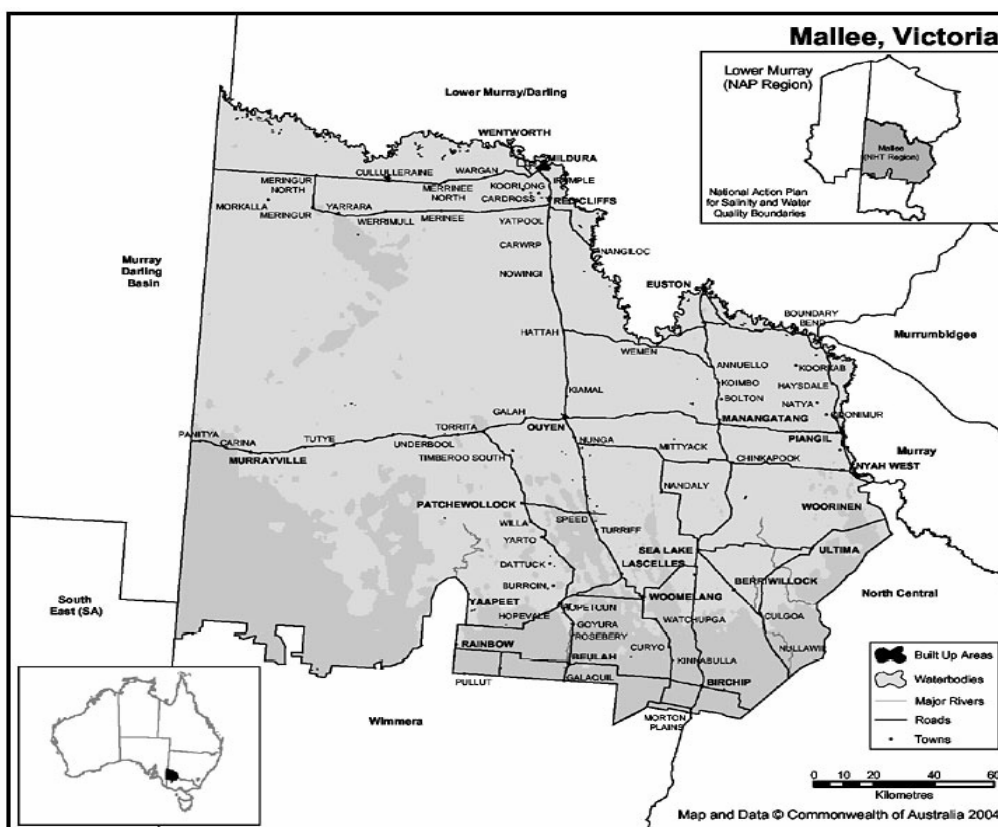 Mallee, Victoria
Lower Murray
(NAP Region)
Mallee
(NHT Region)
National Action Plan
for Salinity and Water
Quality Boundaries
Lower Murray/Darling
WENTWORTH
MILDURA
CULLULLERAINE
WARGAN
IRYMPLE
MERINGUR
NORTH
MERRINEE
NORTH
KOORLONG
CARDROSS
RED CLIFFS
MORKALLA
MERINGUR
YARRARA
WERRIMULL
MERINEE
YATPOOL
CARWRP
NANGILOC
NOWINGI
Murray
Darling
Basin
EUSTON
BOUNDARY
BEND
Murrumbidgee
HATTAH
WEMEN
ANNUELLO
KOIMBO
KOORKAB
HAYSDALE
BOLTON
NATYA
KIAMAL
GALAH
TORRITA
OUYEN
MANANGATANG
PIANGIL
PANITYA
CARINA
TUTYE
UNDERBOOL
NUNGA
MITTYACK
MURRAYVILLE
TIMBEROO SOUTH
CHINKAPOOK
Murray
NYAH WEST
NANDALY
PATCHEWOLLOCK
WOORINEN
WILLA
SPEED
TURRIFF
YARTO
SEA LAKE
LASCELLES
ULTIMA
DATTUCK
BERRIWILLOCK
BURROIN
South
East (SA)
North Central
YAAPEET
HOPETOUN
WOOMELANG
HOPEVALE
GOYURA
ROSEBERY
WATCHUPGA
CULGOA
RAINBOW
BEULAH
CURYO
NULLAWIL
KINNABULLA
PULLUT
GALAQUIL
BIRCHIP
MORTON
PLAINS
Wimmera
Built Up Areas
Waterbodies
Major Rivers
Roads
Towns
0 20 40 60
Kilometres
Map and Data © Commonwealth of Australia 2004